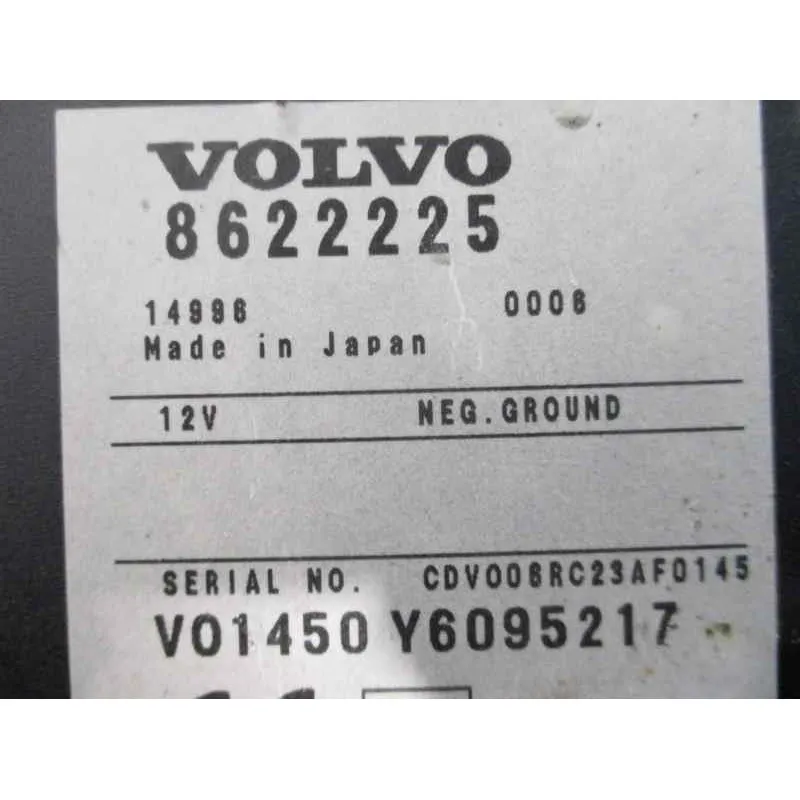 VOLVO
8622225
14996 0006
Made in Japan
12V NEG.GROUND
SERIAL NO. CDV006RC23AF0145
V01450 Y6095217